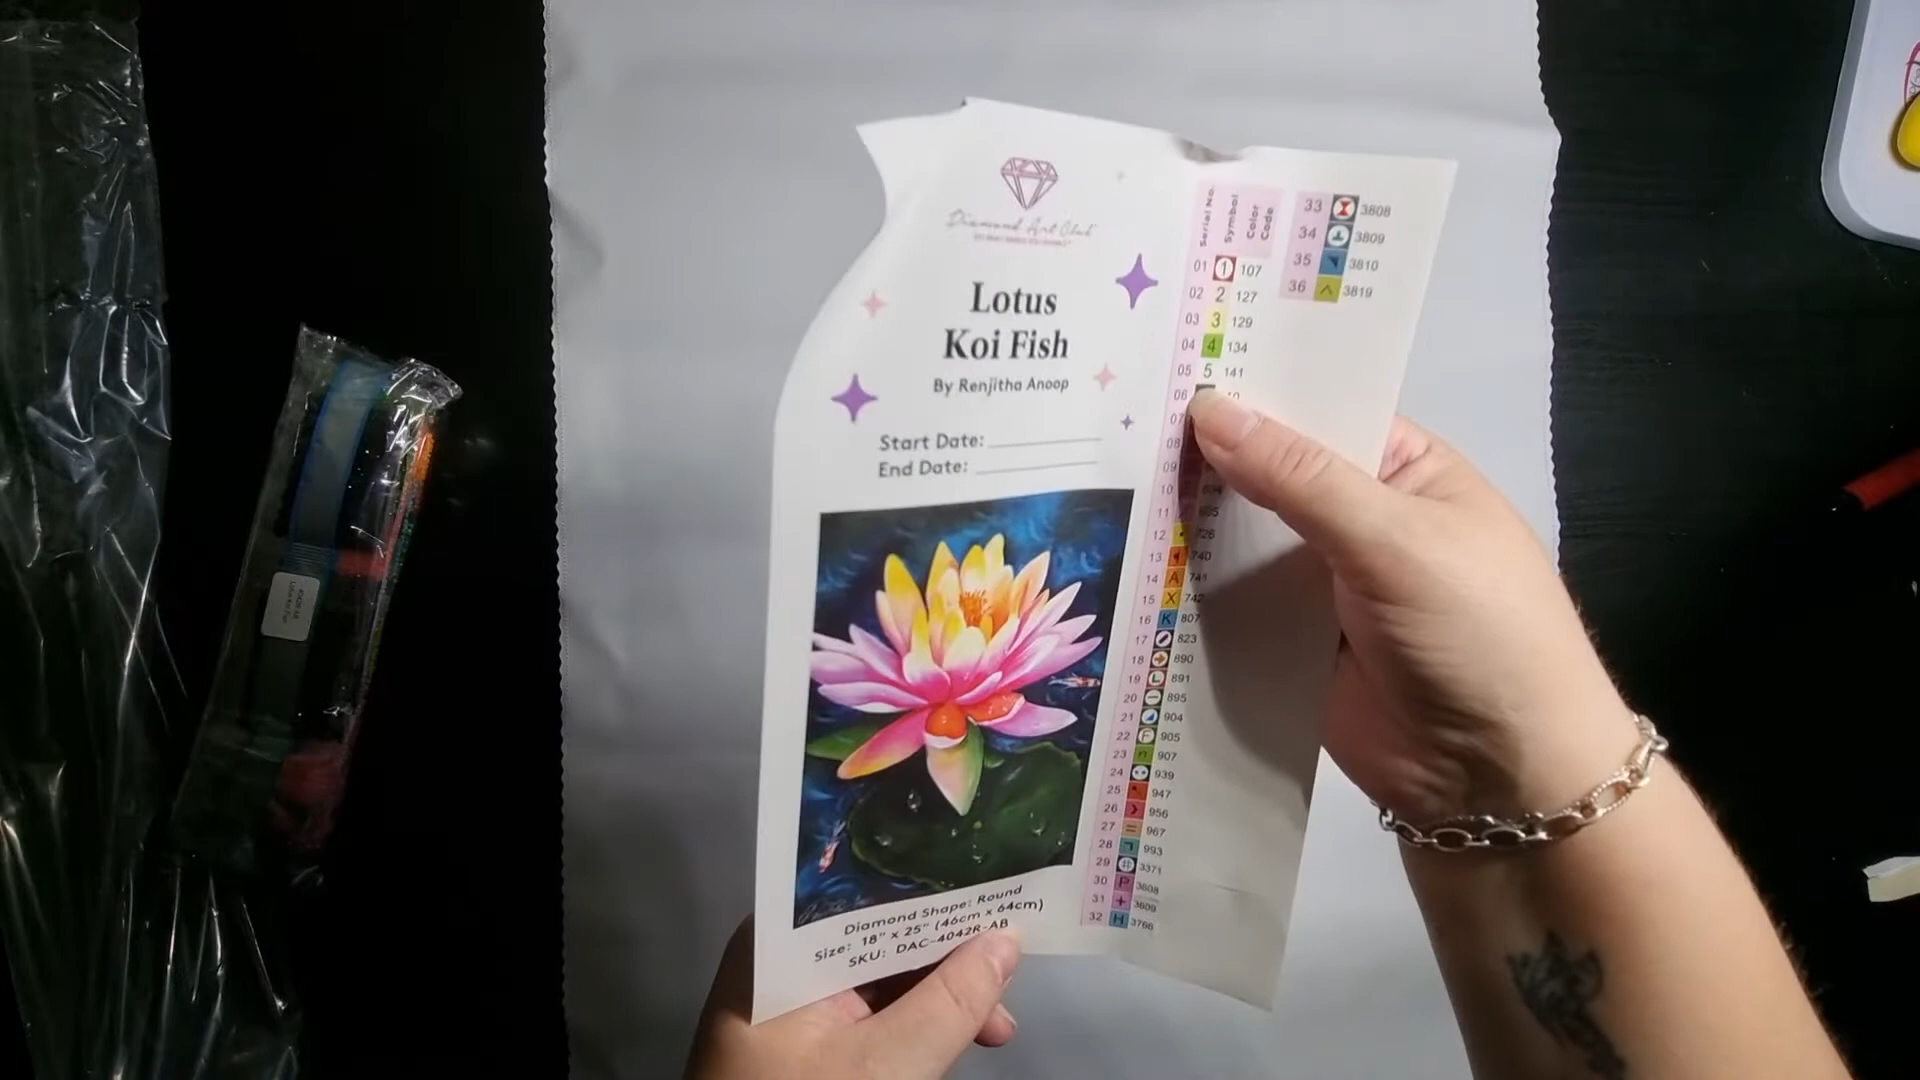 Diamond Art Club
Lotus
Koi Fish
By Renjitha Anoop
Start Date:
End Date:
Diamond Shape: Round
Size: 18" x 25" (46cm x 64cm)
SKU: DAC-4042R-AB
Serial No. Symbol Color Code
01 1 107
02 2 127
03 3 129
04 4 134
05 5 141
06
07
08
09
10
11
12 726
13 740
14 A 741
15 X 742
16 K 807
17 823
18 890
19 L 891
20 895
21 904
22 F 905
23 907
24 939
25 947
26 956
27 = 967
28 993
29 3371
30 P 3608
31 + 3609
32 H 3766
33 3808
34 3809
35 3810
36 3819